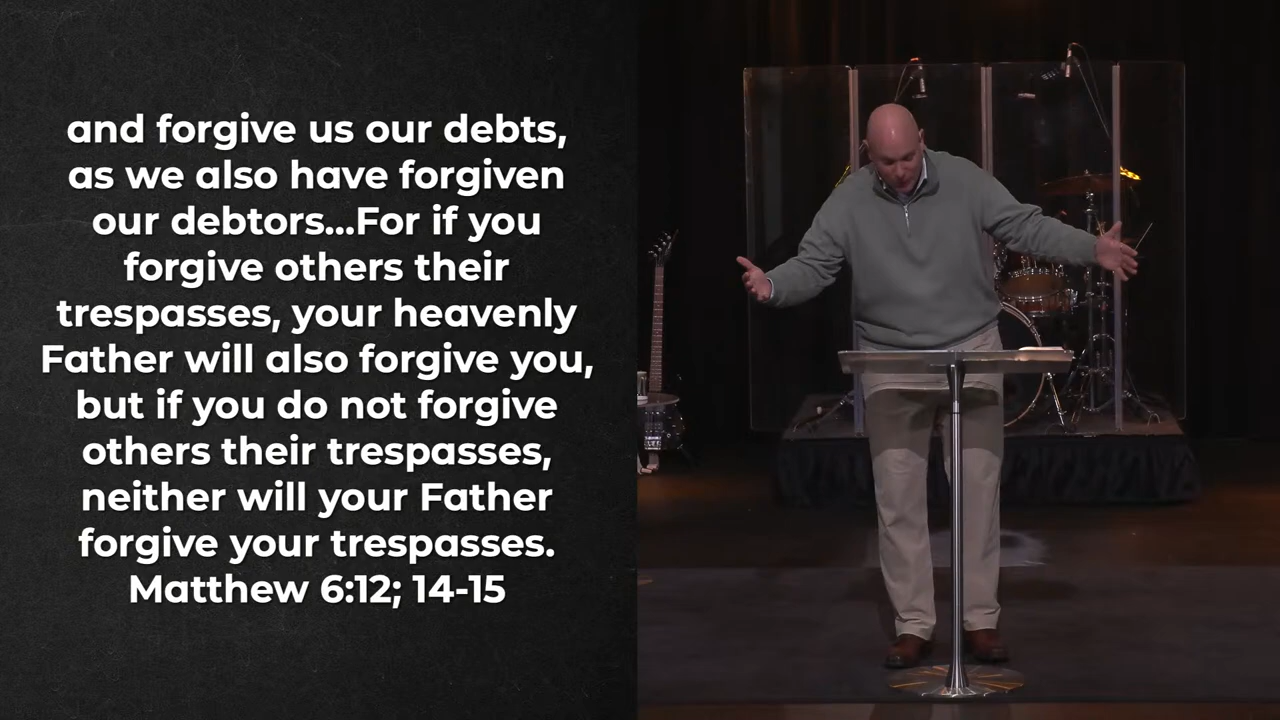 and forgive us our debts,
as we also have forgiven
our debtors...For if you
forgive others their
trespasses, your heavenly
Father will also forgive you,
but if you do not forgive
others their trespasses,
neither will your Father
forgive your trespasses.
Matthew 6:12; 14-15